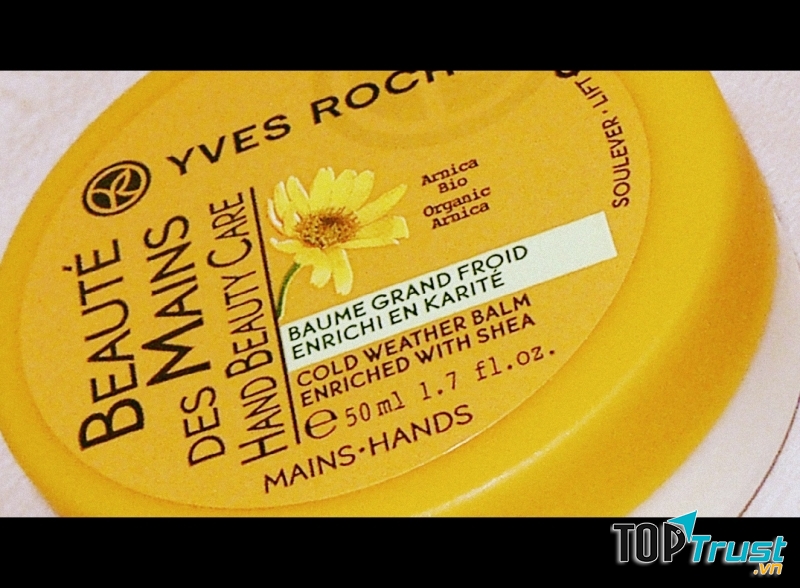 YVES ROCH
SOULEVER · LIFT
BEAUTÉ
DES MAINS
HAND BEAUTY CARE
Arnica
Bio
Organic
Arnica
BAUME GRAND FROID
ENRICHI EN KARITÉ
COLD WEATHER BALM
ENRICHED WITH SHEA
℮ 50 ml 1.7 fl.oz.
MAINS·HANDS
TOPTrust.vn